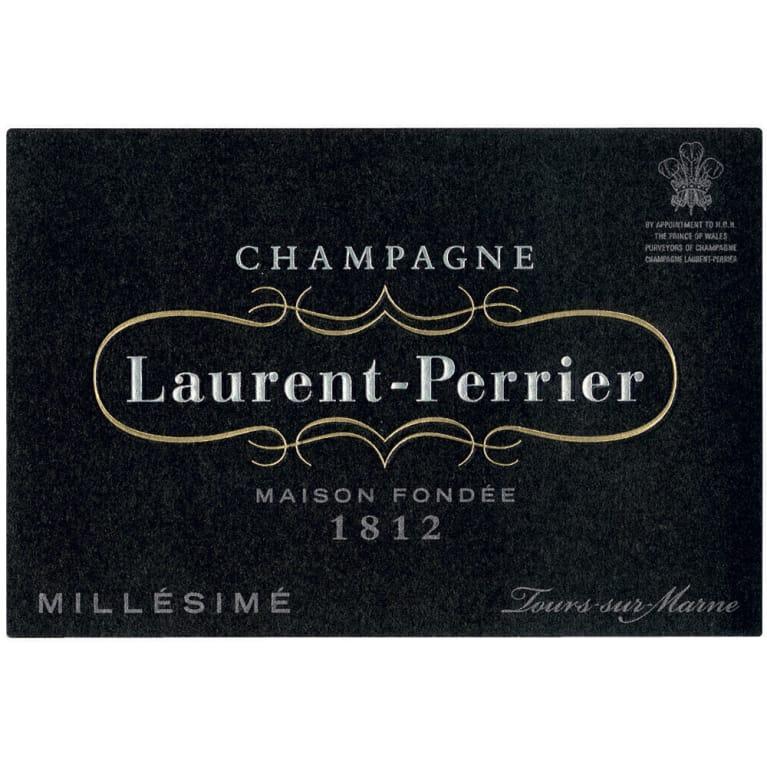 BY APPOINTMENT TO H.R.H.
THE PRINCE OF WALES
PURVEYORS OF CHAMPAGNE
CHAMPAGNE LAURENT-PERRIER
CHAMPAGNE
Laurent-Perrier
MAISON FONDÉE
1812
MILLÉSIMÉ
Tours-sur-Marne